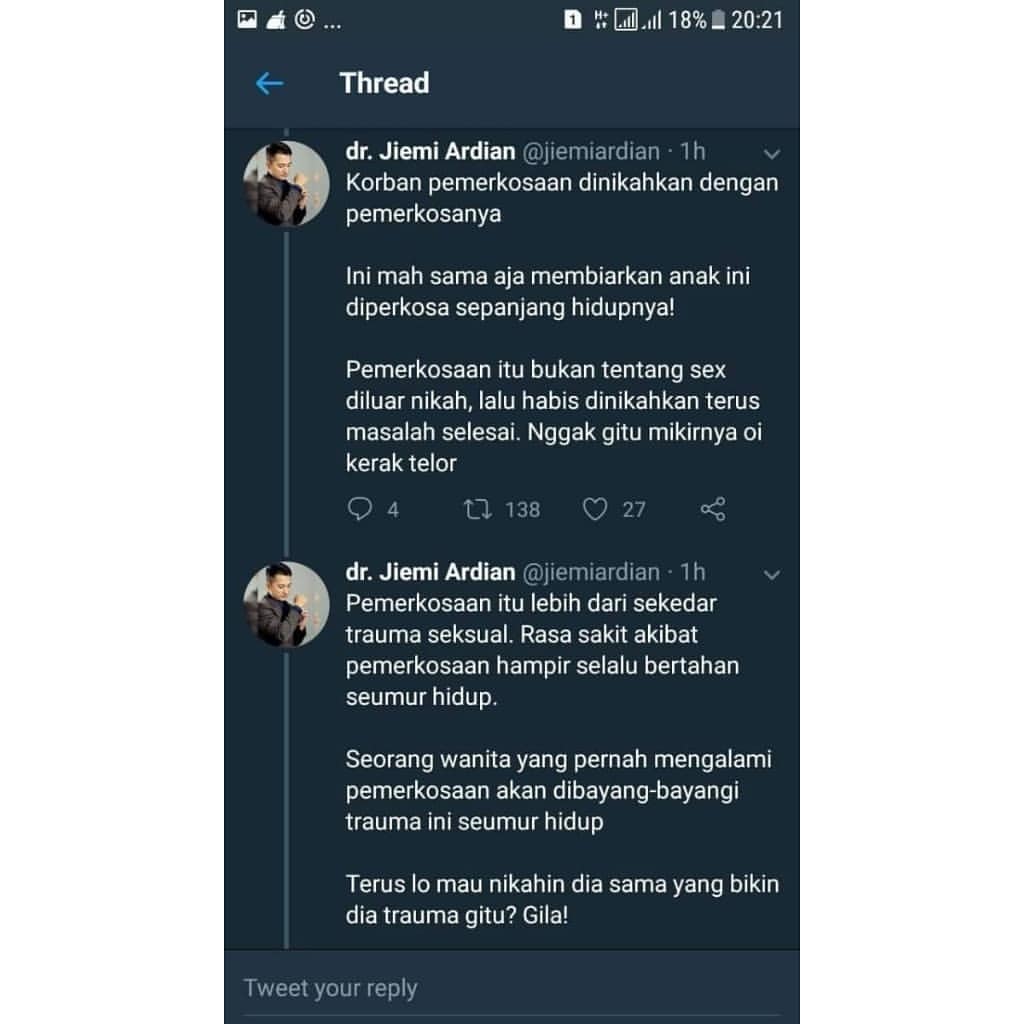 ... 1 H+ 18% 20:21
Thread
dr. Jiemi Ardian @jiemiardian · 1h
Korban pemerkosaan dinikahkan dengan
pemerkosanya
Ini mah sama aja membiarkan anak ini
diperkosa sepanjang hidupnya!
Pemerkosaan itu bukan tentang sex
diluar nikah, lalu habis dinikahkan terus
masalah selesai. Nggak gitu mikirnya oi
kerak telor
4 138 27
dr. Jiemi Ardian @jiemiardian · 1h
Pemerkosaan itu lebih dari sekedar
trauma seksual. Rasa sakit akibat
pemerkosaan hampir selalu bertahan
seumur hidup.
Seorang wanita yang pernah mengalami
pemerkosaan akan dibayang-bayangi
trauma ini seumur hidup
Terus lo mau nikahin dia sama yang bikin
dia trauma gitu? Gila!
Tweet your reply